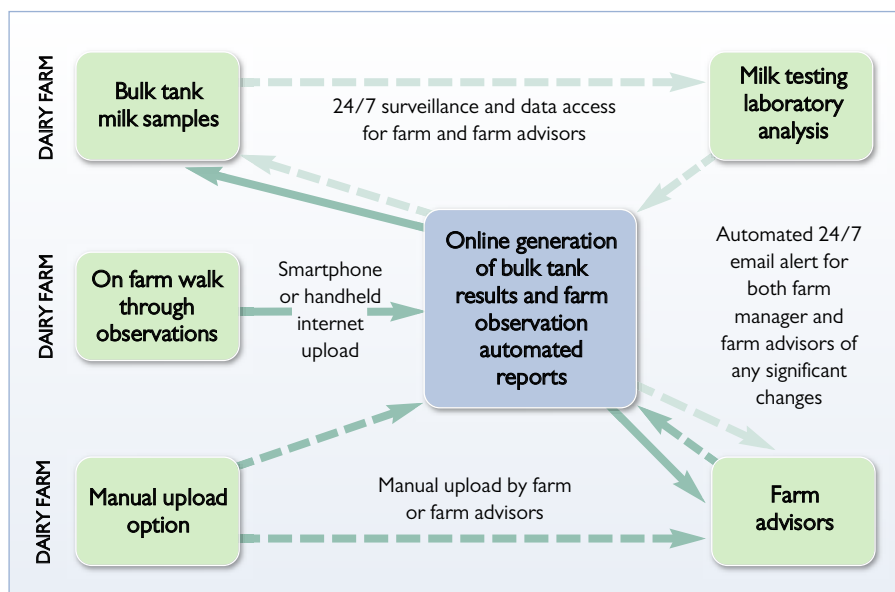 DAIRY FARM
Bulk tank
milk samples
24/7 surveillance and data access
for farm and farm advisors
Milk testing
laboratory
analysis
DAIRY FARM
On farm walk
through
observations
Smartphone
or handheld
internet
upload
Online generation
of bulk tank
results and farm
observation
automated
reports
Automated 24/7
email alert for
both farm
manager and
farm advisors of
any significant
changes
DAIRY FARM
Manual upload
option
Manual upload by farm
or farm advisors
Farm
advisors